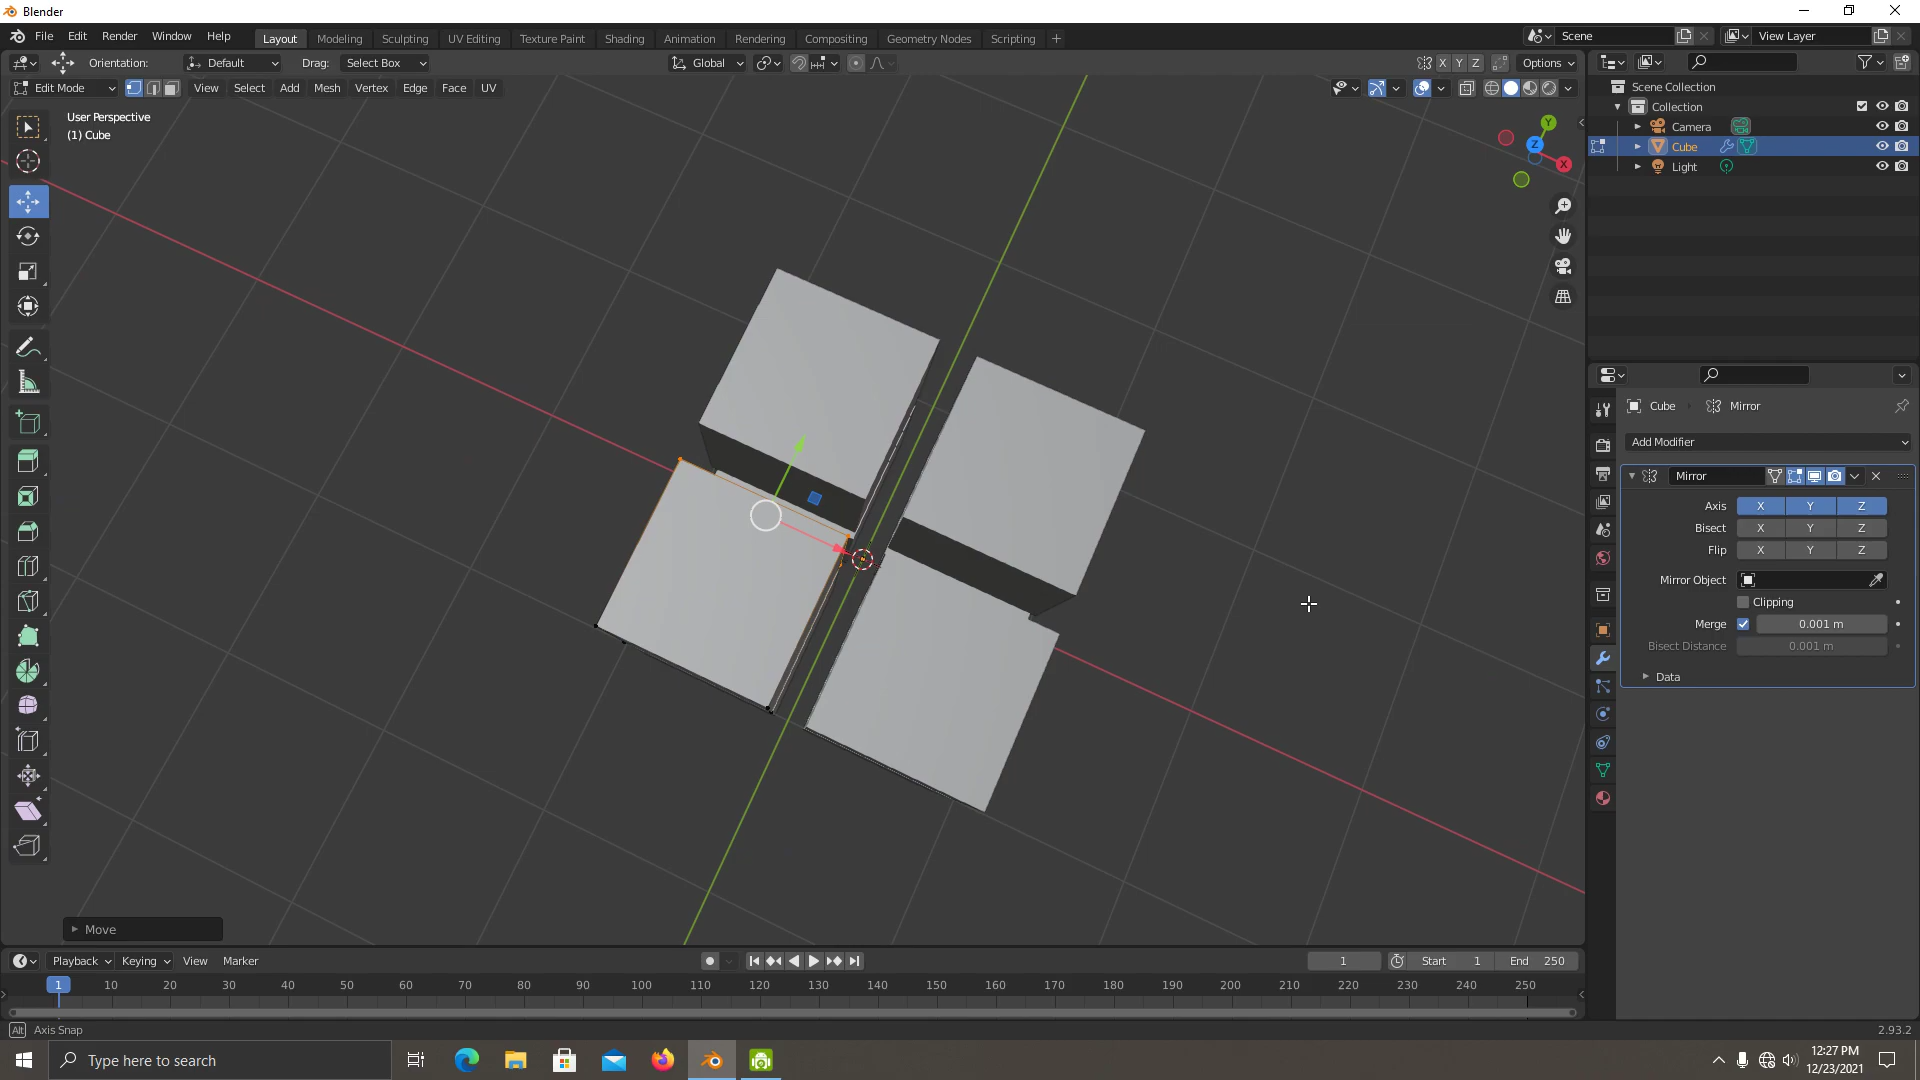 Blender
File Edit Render Window Help
Layout Modeling Sculpting UV Editing Texture Paint Shading Animation Rendering Compositing Geometry Nodes Scripting +
Scene
View Layer
Orientation: Default Drag: Select Box
Global
X Y Z Options
Edit Mode View Select Add Mesh Vertex Edge Face UV
User Perspective
(1) Cube
Y
Z
X
Scene Collection
Collection
Camera
Cube
Light
Cube Mirror
Add Modifier
Mirror
Axis X Y Z
Bisect X Y Z
Flip X Y Z
Mirror Object
Clipping
Merge 0.001 m
Bisect Distance 0.001 m
Data
Move
Playback Keying View Marker
1 Start 1 End 250
1 10 20 30 40 50 60 70 80 90 100 110 120 130 140 150 160 170 180 190 200 210 220 230 240 250
Alt Axis Snap
2.93.2
Type here to search
12:27 PM
12/23/2021